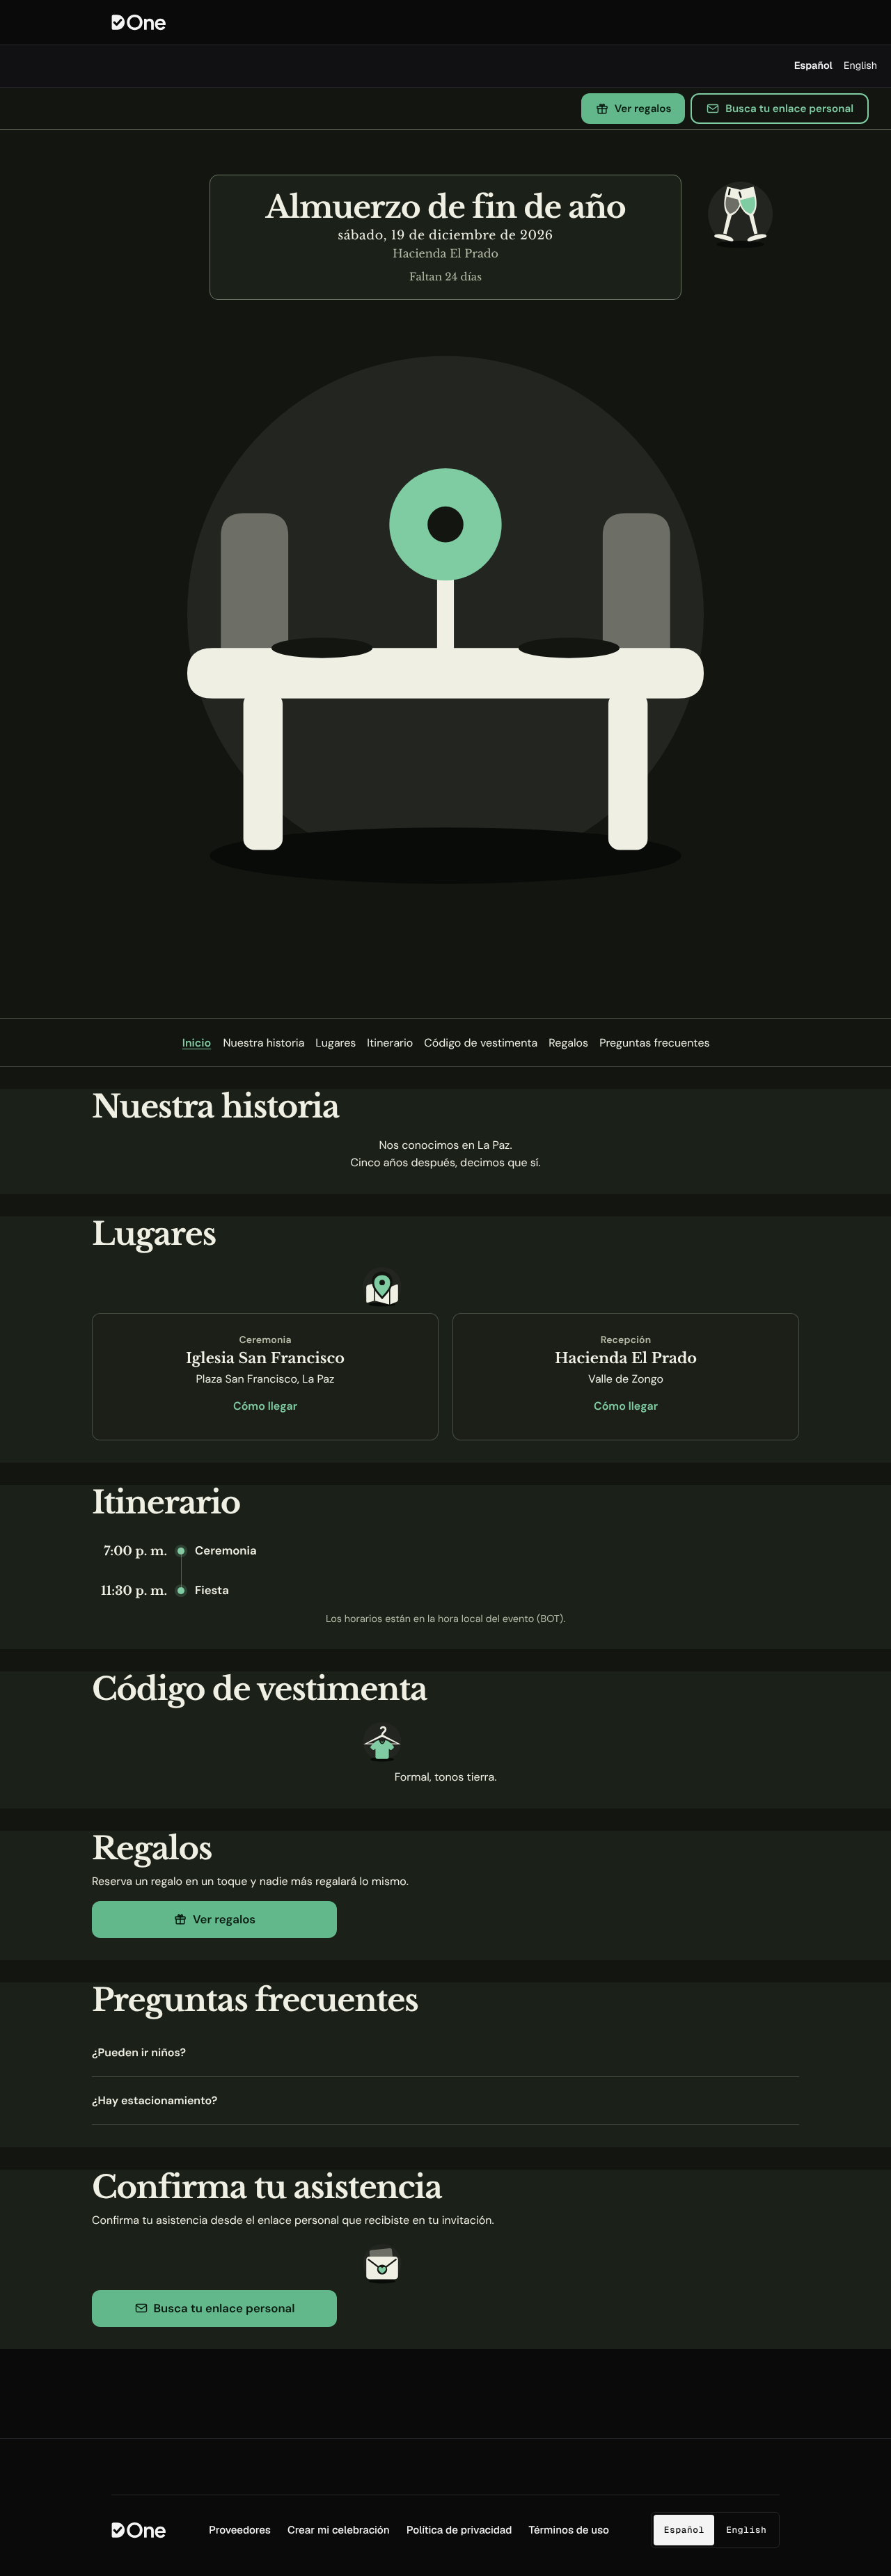 One
Español English
Ver regalos Busca tu enlace personal
Almuerzo de fin de año
sábado, 19 de diciembre de 2026
Hacienda El Prado
Faltan 24 días
Inicio Nuestra historia Lugares Itinerario Código de vestimenta Regalos Preguntas frecuentes
Nuestra historia
Nos conocimos en La Paz.
Cinco años después, decimos que sí.
Lugares
Ceremonia
Iglesia San Francisco
Plaza San Francisco, La Paz
Cómo llegar
Recepción
Hacienda El Prado
Valle de Zongo
Cómo llegar
Itinerario
7:00 p. m. Ceremonia
11:30 p. m. Fiesta
Los horarios están en la hora local del evento (BOT).
Código de vestimenta
Formal, tonos tierra.
Regalos
Reserva un regalo en un toque y nadie más regalará lo mismo.
Ver regalos
Preguntas frecuentes
¿Pueden ir niños?
¿Hay estacionamiento?
Confirma tu asistencia
Confirma tu asistencia desde el enlace personal que recibiste en tu invitación.
Busca tu enlace personal
One Proveedores Crear mi celebración Política de privacidad Términos de uso Español English